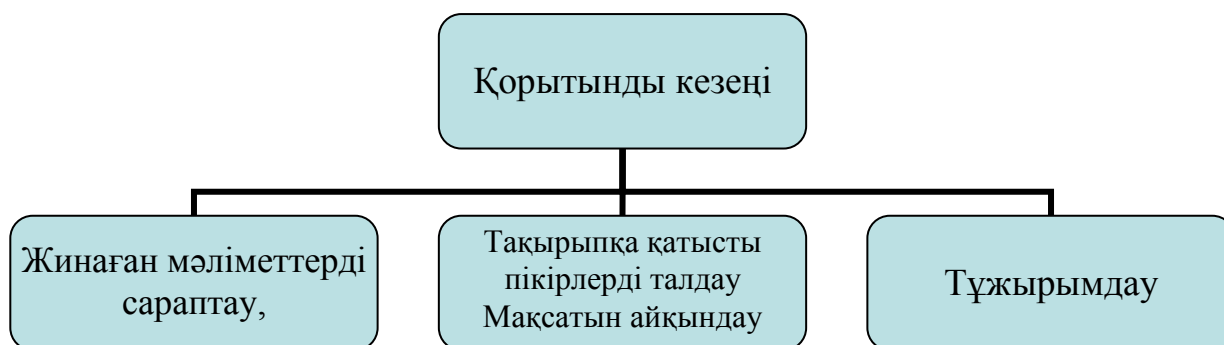 Қорытынды кезеңі
Жинаған мәліметтерді
сараптау,
Тақырыпқа қатысты
пікірлерді талдау
Мақсатын айқындау
Тұжырымдау